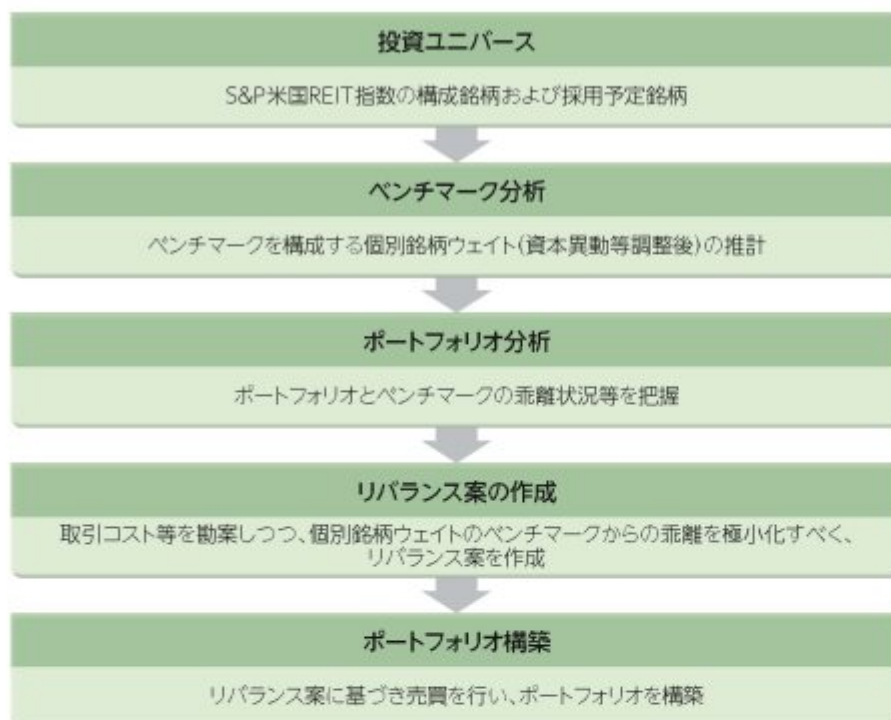 投資ユニバース
S&P米国REIT指数の構成銘柄および採用予定銘柄
ベンチマーク分析
ベンチマークを構成する個別銘柄ウェイト(資本異動等調整後)の推計
ポートフォリオ分析
ポートフォリオとベンチマークの乖離状況等を把握
リバランス案の作成
取引コスト等を勘案しつつ、個別銘柄ウェイトのベンチマークからの乖離を極小化すべく、
リバランス案を作成
ポートフォリオ構築
リバランス案に基づき売買を行い、ポートフォリオを構築